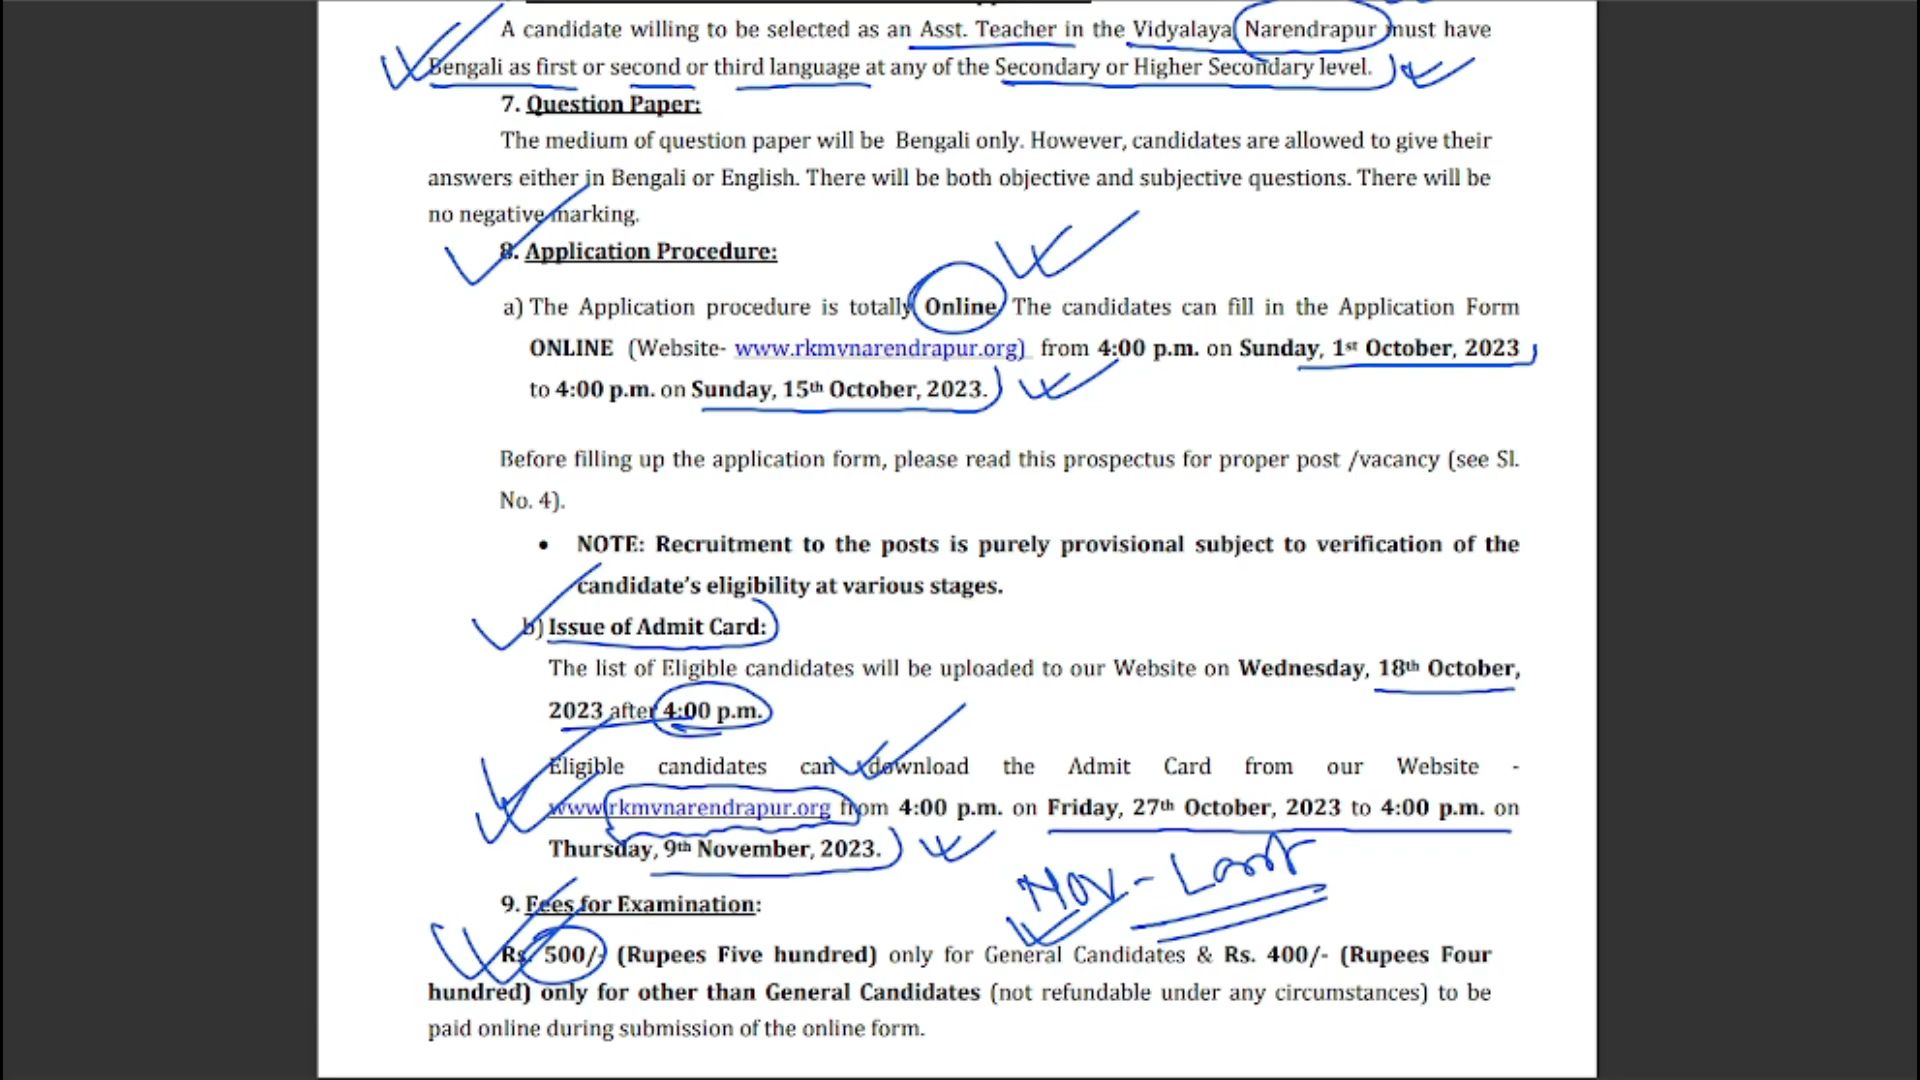 A candidate willing to be selected as an Asst. Teacher in the Vidyalaya Narendrapur must have
Bengali as first or second or third language at any of the Secondary or Higher Secondary level.
7. Question Paper:
The medium of question paper will be Bengali only. However, candidates are allowed to give their
answers either in Bengali or English. There will be both objective and subjective questions. There will be
no negative marking.
8. Application Procedure:
a) The Application procedure is totally Online The candidates can fill in the Application Form
ONLINE (Website- www.rkmvnarendrapur.org) from 4:00 p.m. on Sunday, 1st October, 2023
to 4:00 p.m. on Sunday, 15th October, 2023.
Before filling up the application form, please read this prospectus for proper post /vacancy (see Sl.
No. 4).
• NOTE: Recruitment to the posts is purely provisional subject to verification of the
candidate's eligibility at various stages.
b) Issue of Admit Card:
The list of Eligible candidates will be uploaded to our Website on Wednesday, 18th October,
2023 after 4:00 p.m.
Eligible candidates can download the Admit Card from our Website -
www.rkmvnarendrapur.org from 4:00 p.m. on Friday, 27th October, 2023 to 4:00 p.m. on
Thursday, 9th November, 2023.
Nov - Last
9. Fees for Examination:
Rs. 500/- (Rupees Five hundred) only for General Candidates & Rs. 400/- (Rupees Four
hundred) only for other than General Candidates (not refundable under any circumstances) to be
paid online during submission of the online form.